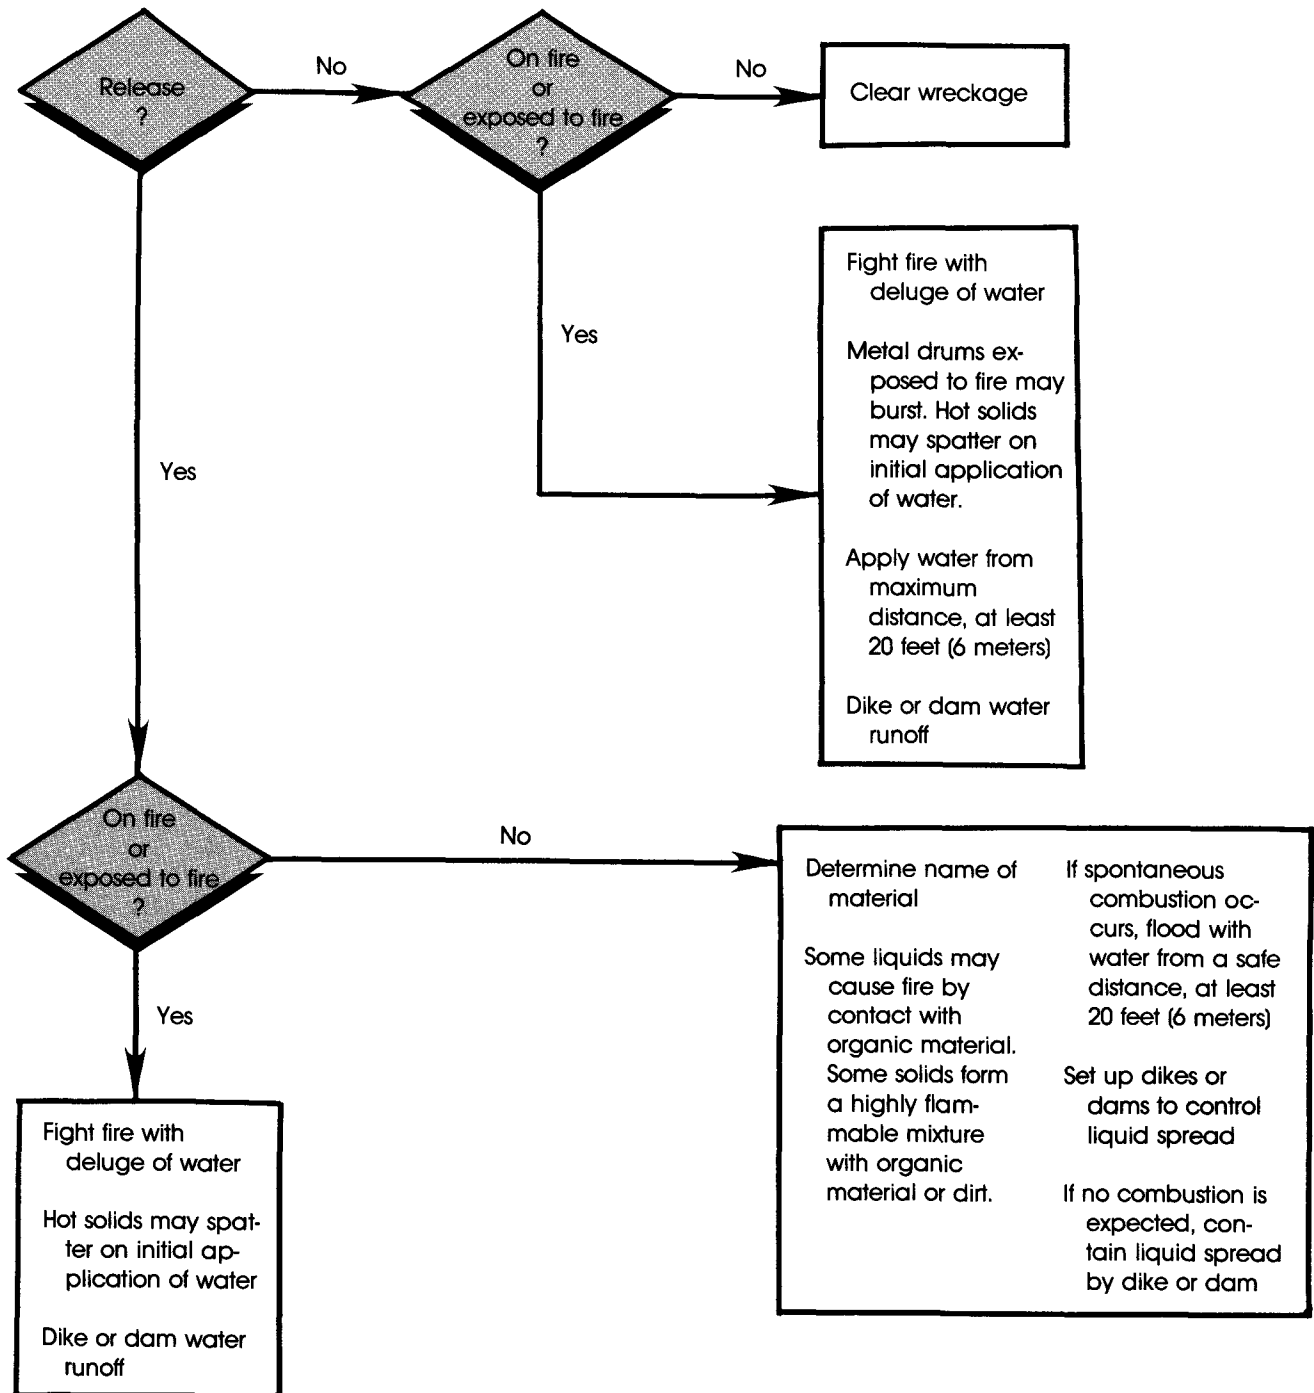 Release
?
No
On fire
or
exposed to fire
?
No
Clear wreckage
Yes
Fight fire with
deluge of water
Metal drums ex-
posed to fire may
burst. Hot solids
may spatter on
initial application
of water.
Apply water from
maximum
distance, at least
20 feet (6 meters)
Dike or dam water
runoff
Yes
On fire
or
exposed to fire
?
No
Determine name of
material
Some liquids may
cause fire by
contact with
organic material.
Some solids form
a highly flam-
mable mixture
with organic
material or dirt.
If spontaneous
combustion oc-
curs, flood with
water from a safe
distance, at least
20 feet (6 meters)
Set up dikes or
dams to control
liquid spread
If no combustion is
expected, con-
tain liquid spread
by dike or dam
Yes
Fight fire with
deluge of water
Hot solids may spat-
ter on initial ap-
plication of water
Dike or dam water
runoff